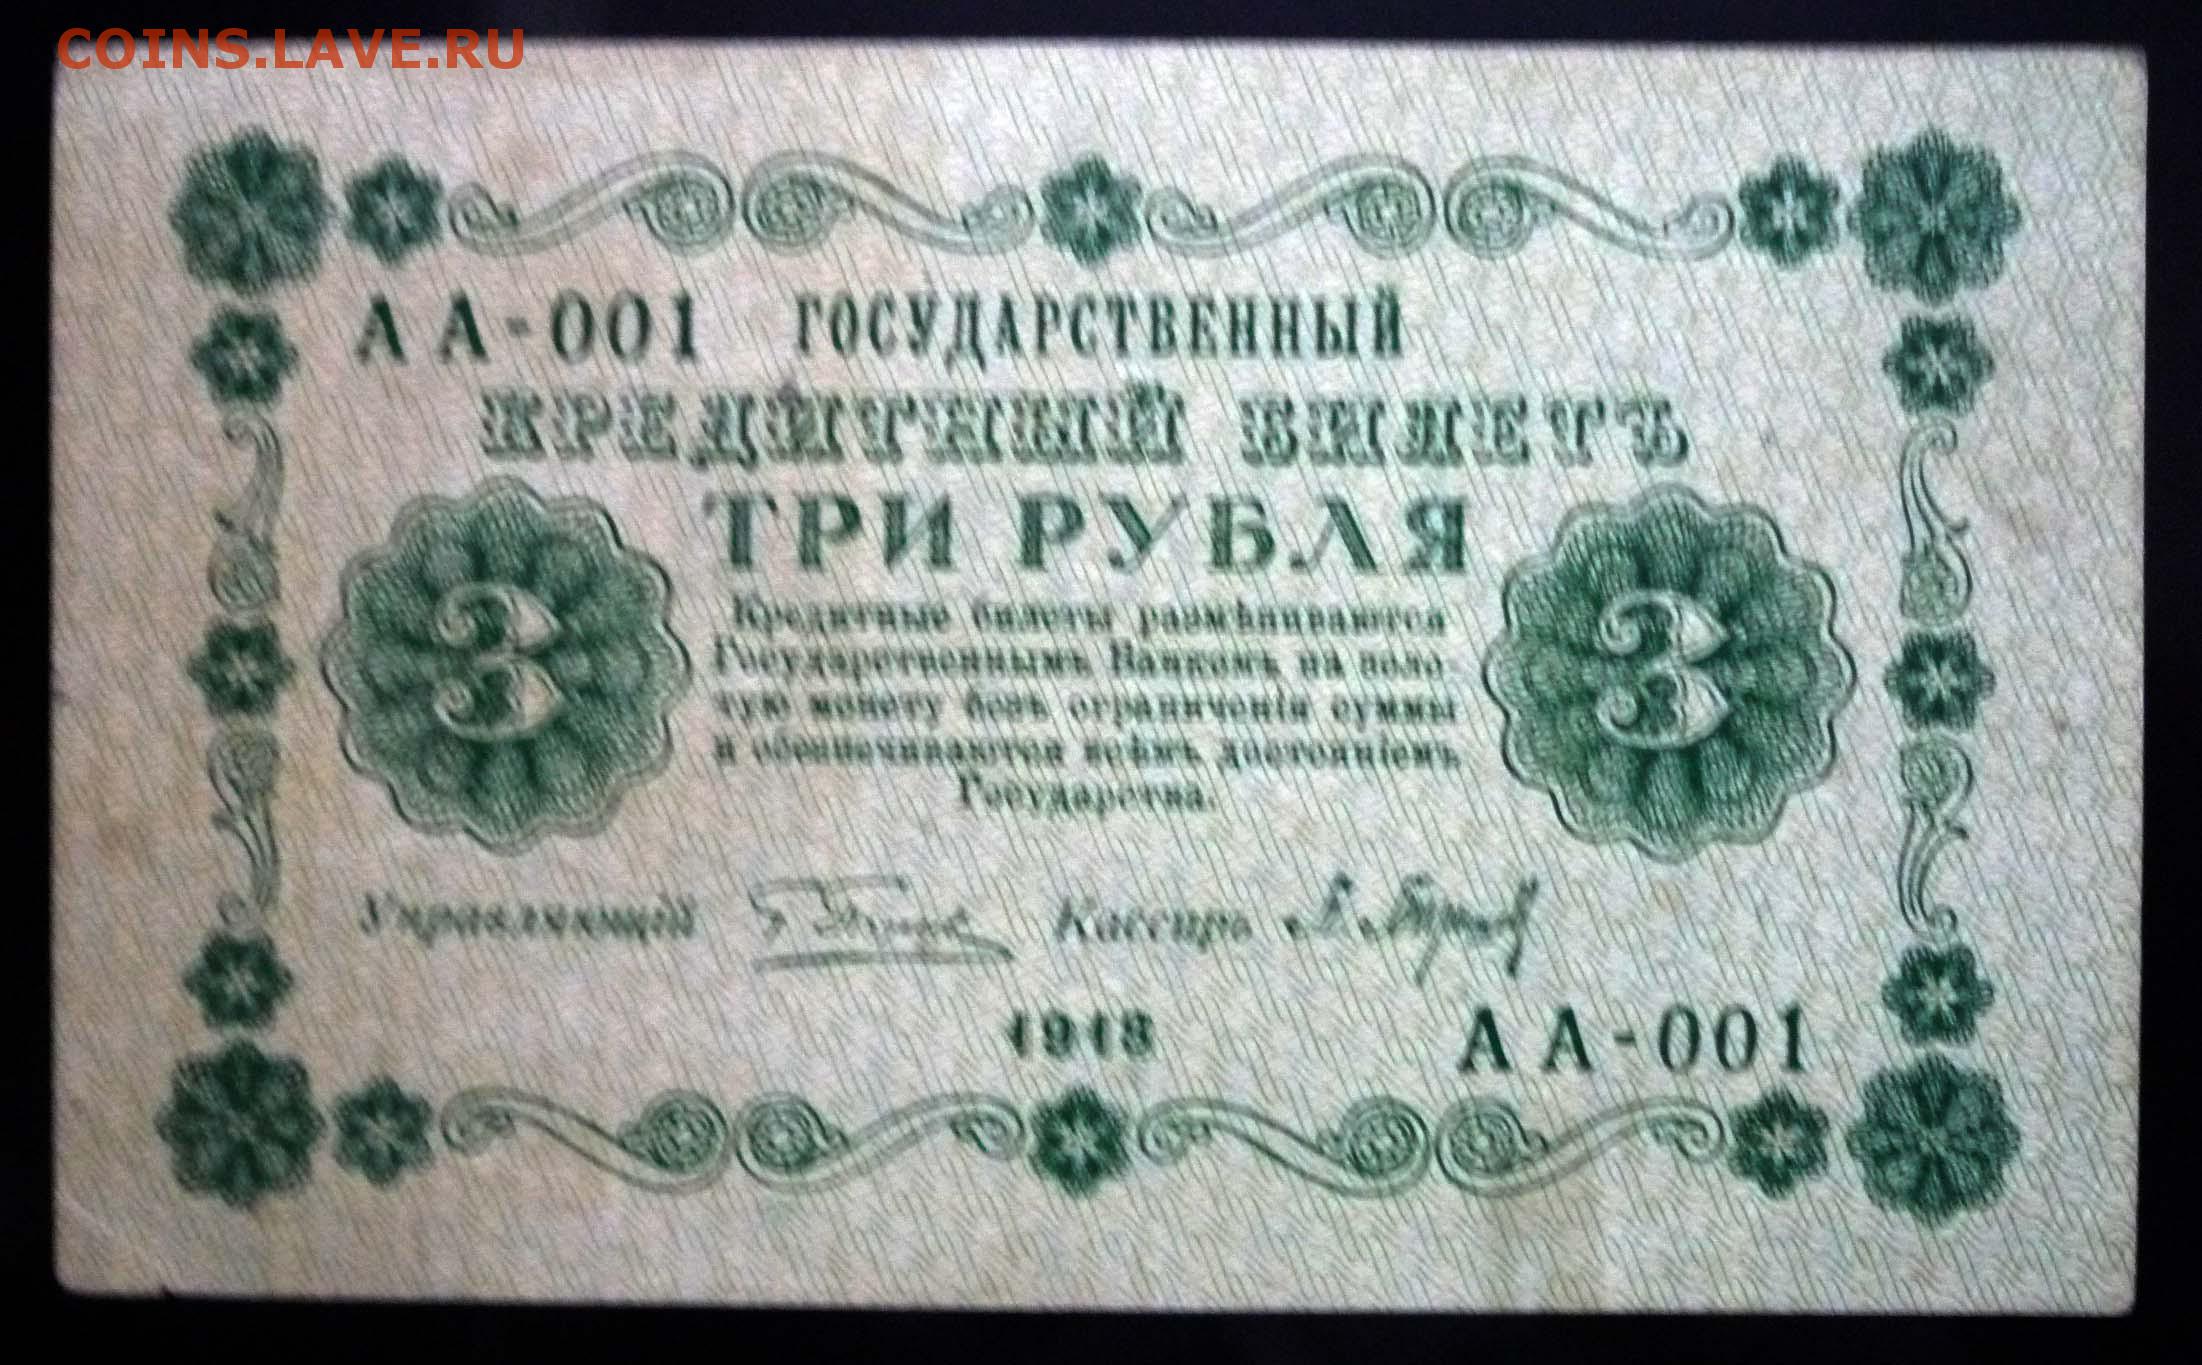 COINS.LAVE.RU
АА-001 ГОСУДАРСТВЕННЫЙ
КРЕДИТНЫЙ БИЛЕТЪ
ТРИ РУБЛЯ
3 3
Кредитные билеты размѣниваются
Государственнымъ Банкомъ на золо-
тую монету безъ ограниченія суммы
и обезпечиваются всѣмъ достояніемъ
Государства.
Управляющій Кассиръ
1918
АА-001